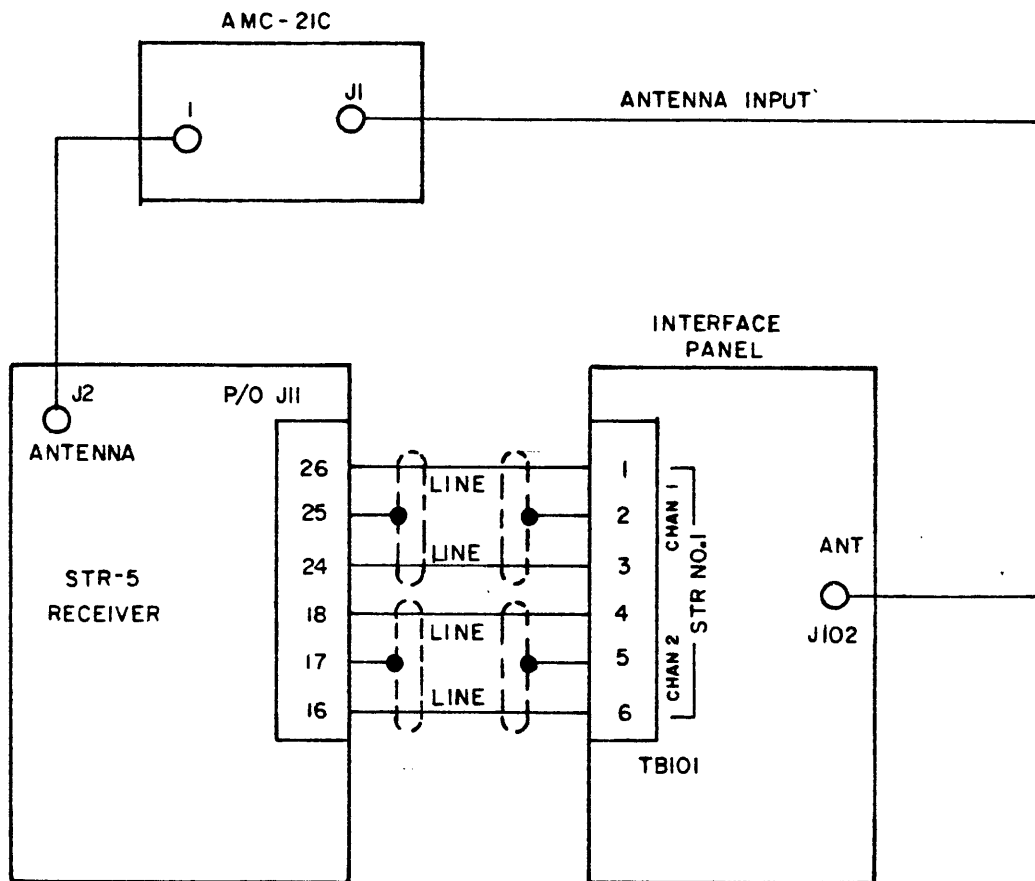 AMC-21C
1
J1
ANTENNA INPUT
INTERFACE
PANEL
J2
P/O J11
ANTENNA
26
LINE
1
25
2
24
LINE
3
CHAN 1
STR NO.1
ANT
STR-5
RECEIVER
18
LINE
4
J102
17
5
CHAN 2
16
LINE
6
TB101